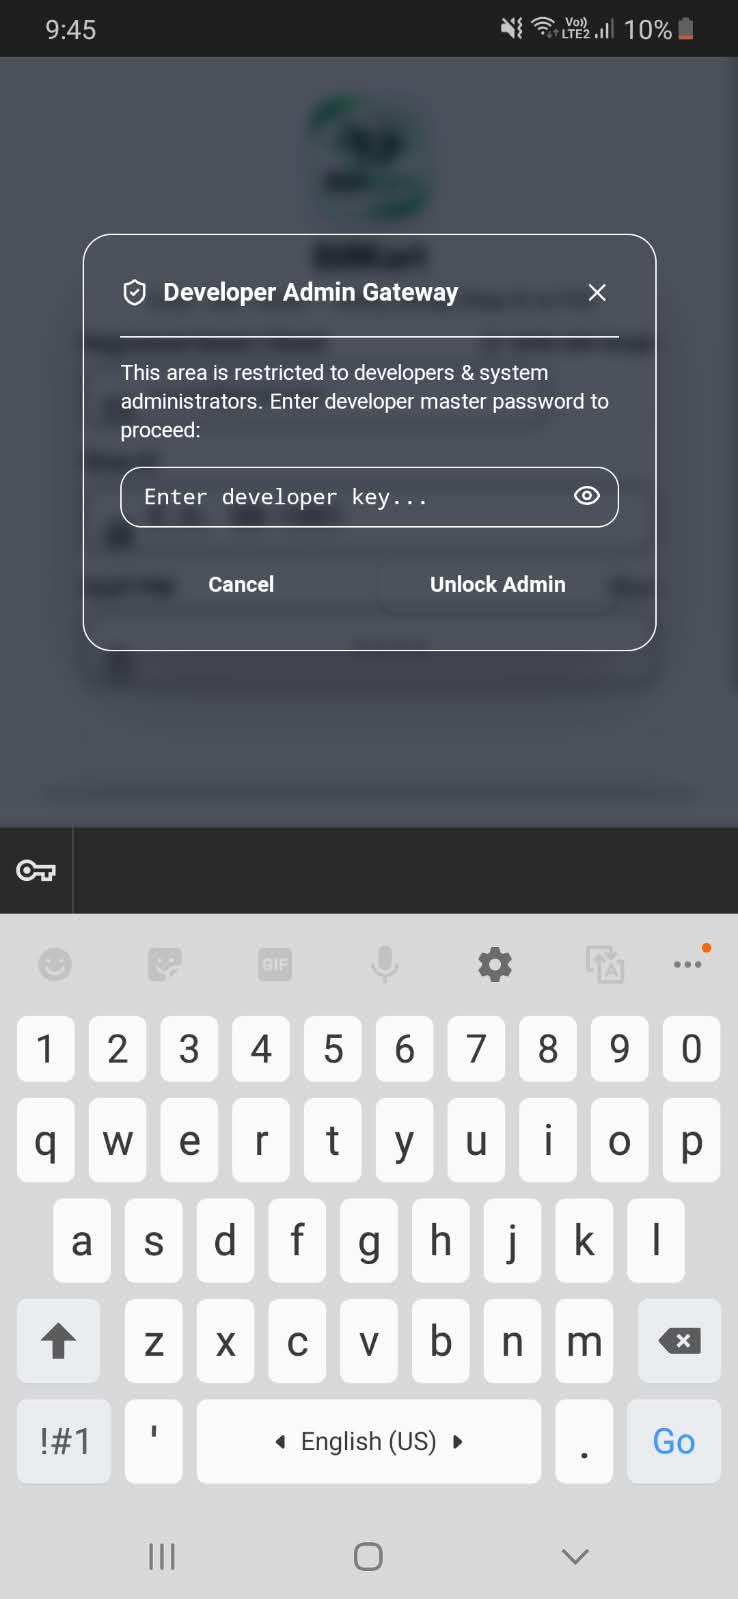 9:45
Vo)) LTE2 10%
Developer Admin Gateway
This area is restricted to developers & system
administrators. Enter developer master password to
proceed:
Enter developer key...
Cancel Unlock Admin
GIF A
1 2 3 4 5 6 7 8 9 0
q w e r t y u i o p
a s d f g h j k l
z x c v b n m
!#1 ' English (US) . Go